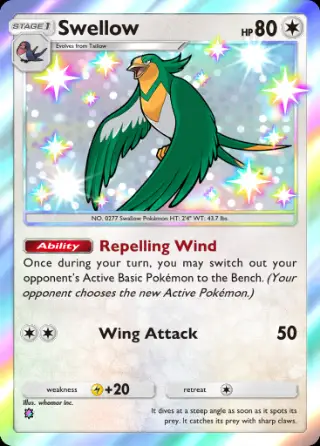 STAGE 1
Swellow
HP 80
Evolves from Taillow
NO. 0277 Swallow Pokémon HT: 2'4" WT: 43.7 lbs.
Ability Repelling Wind
Once during your turn, you may switch out your
opponent's Active Basic Pokémon to the Bench. (Your
opponent chooses the new Active Pokémon.)
Wing Attack 50
weakness +20 retreat
illus. whomor inc.
It dives at a steep angle as soon as it spots its
prey. It catches its prey with sharp claws.